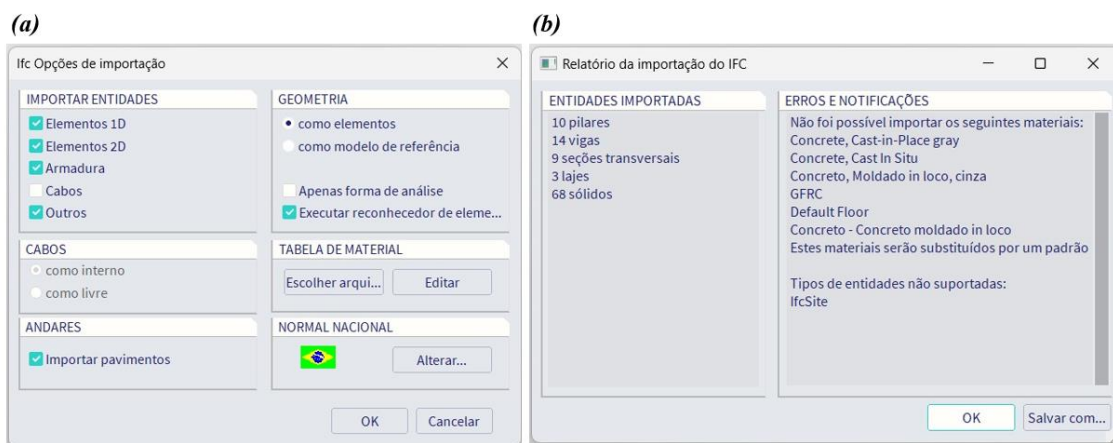 (a)
Ifc Opções de importação
IMPORTAR ENTIDADES
Elementos 1D
Elementos 2D
Armadura
Cabos
Outros
CABOS
como interno
como livre
ANDARES
Importar pavimentos
GEOMETRIA
como elementos
como modelo de referência
Apenas forma de análise
Executar reconhecedor de eleme...
TABELA DE MATERIAL
Escolher arqui...
Editar
NORMAL NACIONAL
Alterar...
OK
Cancelar
(b)
Relatório da importação do IFC
ENTIDADES IMPORTADAS
10 pilares
14 vigas
9 seções transversais
3 lajes
68 sólidos
ERROS E NOTIFICAÇÕES
Não foi possível importar os seguintes materiais:
Concrete, Cast-in-Place gray
Concrete, Cast In Situ
Concreto, Moldado in loco, cinza
GFRC
Default Floor
Concreto - Concreto moldado in loco
Estes materiais serão substituídos por um padrão
Tipos de entidades não suportadas:
IfcSite
OK
Salvar com...